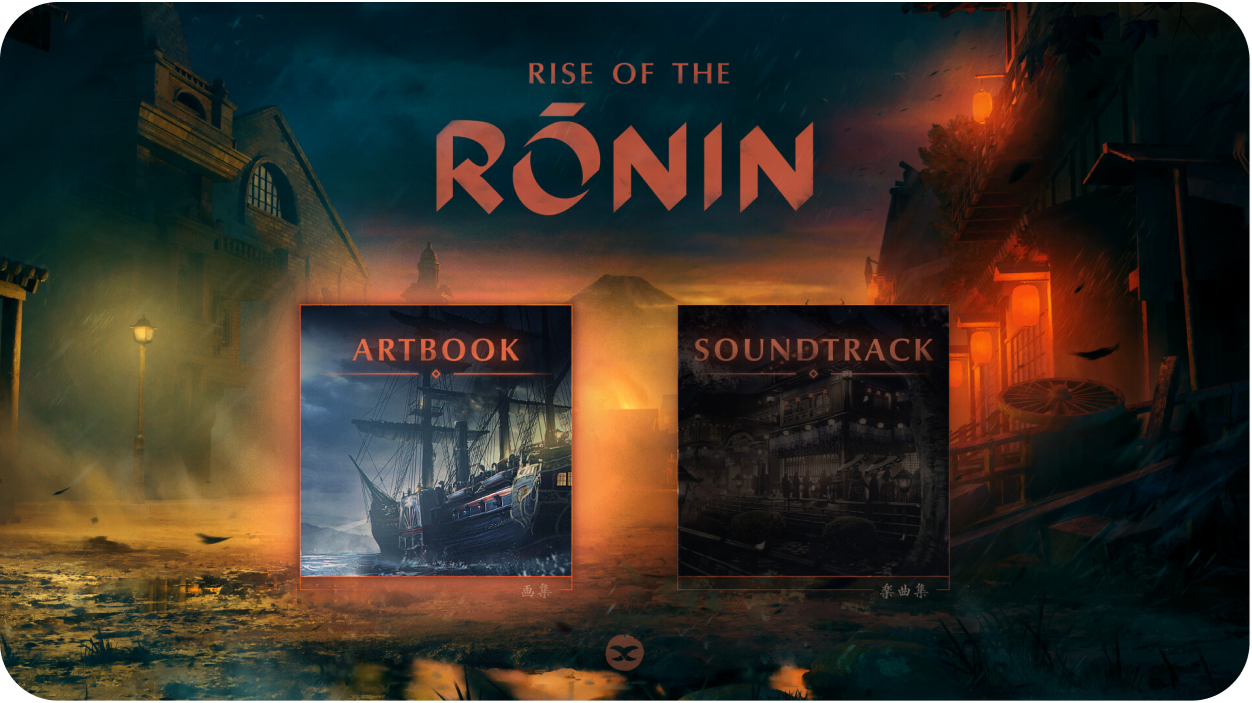 RISE OF THE
RŌNIN
ARTBOOK
SOUNDTRACK
画集
楽曲集